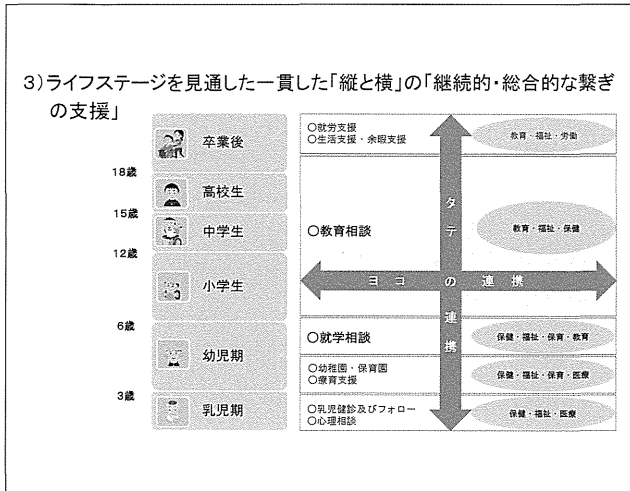 3)ライフステージを見通した一貫した「縦と横」の「継続的・総合的な繋ぎ
の支援」
卒業後
○就労支援
○生活支援・余暇支援
教育・福祉・労働
18歳
高校生
15歳
中学生
○教育相談
教育・福祉・保健
12歳
小学生
タテの連携
ヨコの連携
6歳
○就学相談
保健・福祉・保育・教育
幼児期
○幼稚園・保育園
○療育支援
保健・福祉・保育・医療
3歳
乳児期
○乳児健診及びフォロー
○心理相談
保健・福祉・医療